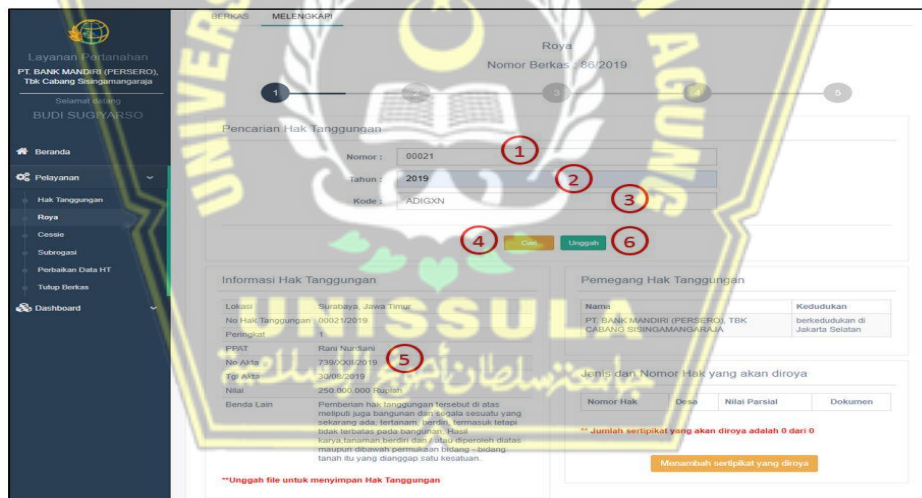 BERKAS MELENGKAPI
Layanan Pertanahan
PT. BANK MANDIRI (PERSERO),
Tbk Cabang Sisingamangaraja
Selamat datang
BUDI SUGIYARSO
Beranda
Pelayanan
Hak Tanggungan
Roya
Cessie
Subrogasi
Perbaikan Data HT
Tutup Berkas
Dashboard
Roya
Nomor Berkas : 86/2019
1 2 3 4 5
Pencarian Hak Tanggungan
Nomor : 00021 1
Tahun : 2019 2
Kode : ADIGXN 3
4 Cari Unggah 6
Informasi Hak Tanggungan
Lokasi Surabaya, Jawa Timur
No Hak Tanggungan 00021/2019
Peringkat 1
PPAT Rani Nurdiani
No Akta 739/XXI/2019 5
Tgl Akta 30/08/2019
Nilai 250.000.000 Rupiah
Benda Lain Pemberian hak tanggungan tersebut di atas
meliputi juga bangunan dan segala sesuatu yang
sekarang ada, tertanam, berdiri, termasuk tetapi
tidak terbatas pada bangunan, Hasil
karya,tanaman,berdiri dan / atau diperoleh diatas
maupun dibawah permukaan bidang - bidang
tanah itu yang dianggap satu kesatuan.
**Unggah file untuk menyimpan Hak Tanggungan
Pemegang Hak Tanggungan
Nama Kedudukan
PT. BANK MANDIRI (PERSERO), TBK berkedudukan di
CABANG SISINGAMANGARAJA Jakarta Selatan
Jenis dan Nomor Hak yang akan diroya
Nomor Hak Desa Nilai Parsial Dokumen
** Jumlah sertipikat yang akan diroya adalah 0 dari 0
Menambah sertipikat yang diroya
UNIVERS AGUNG
UNISSULA